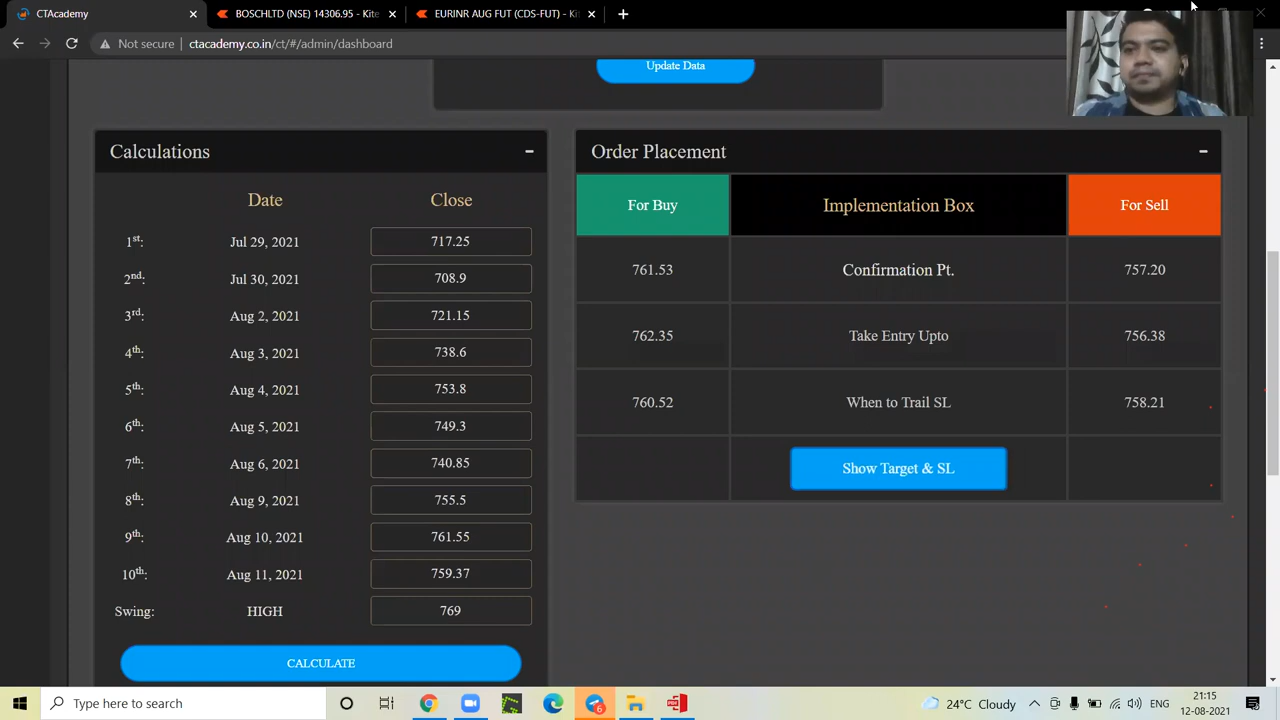 CTAcademy
BOSCHLTD (NSE) 14306.95 - Kite
EURINR AUG FUT (CDS-FUT) - Kit
Not secure
ctacademy.co.in/ct/#/admin/dashboard
Update Data
Calculations
Date Close
1st: Jul 29, 2021 717.25
2nd: Jul 30, 2021 708.9
3rd: Aug 2, 2021 721.15
4th: Aug 3, 2021 738.6
5th: Aug 4, 2021 753.8
6th: Aug 5, 2021 749.3
7th: Aug 6, 2021 740.85
8th: Aug 9, 2021 755.5
9th: Aug 10, 2021 761.55
10th: Aug 11, 2021 759.37
Swing: HIGH 769
CALCULATE
Order Placement
For Buy Implementation Box For Sell
761.53 Confirmation Pt. 757.20
762.35 Take Entry Upto 756.38
760.52 When to Trail SL 758.21
Show Target & SL
Type here to search
6
24°C Cloudy
21:15
12-08-2021